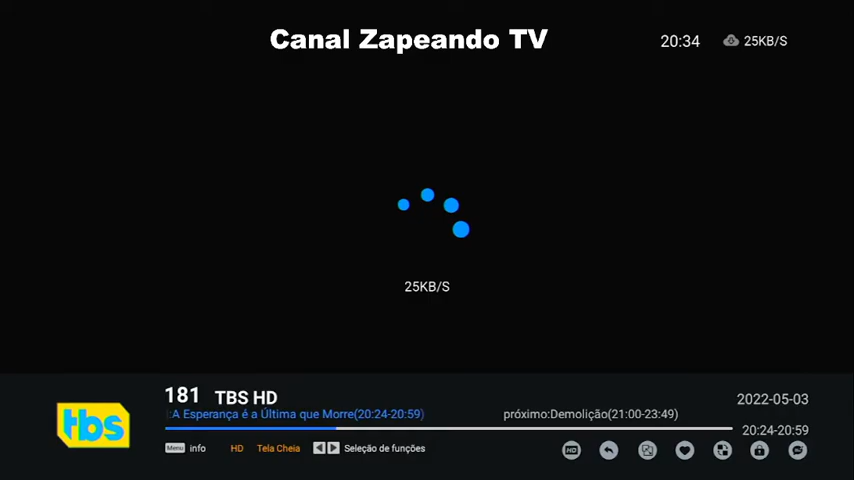 Canal Zapeando TV
20:34
25KB/S
25KB/S
tbs
181 TBS HD
2022-05-03
:A Esperança é a Última que Morre(20:24-20:59)
próximo:Demolição(21:00-23:49)
20:24-20:59
Menu info HD Tela Cheia Seleção de funções
HD